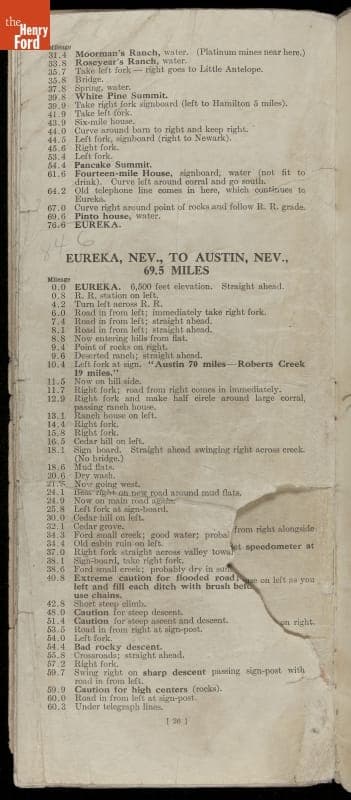 the
Henry
Ford
Mileage
31.4 Moorman's Ranch, water. (Platinum mines near here.)
33.8 Roseyear's Ranch, water.
35.7 Take left fork — right goes to Little Antelope.
35.8 Bridge.
37.8 Spring, water.
39.8 White Pine Summit.
39.9 Take right fork signboard (left to Hamilton 5 miles).
41.9 Take left fork.
43.9 Six-mile house.
44.0 Curve around barn to right and keep right.
44.5 Left fork, signboard (right to Newark).
45.6 Right fork.
53.4 Left fork.
54.4 Pancake Summit.
61.6 Fourteen-mile House, signboard, water (not fit to
drink). Curve left around corral and go south.
64.2 Old telephone line comes in here, which continues to
Eureka.
67.0 Curve right around point of rocks and follow R. R. grade.
69.6 Pinto house, water.
76.6 EUREKA.
EUREKA, NEV., TO AUSTIN, NEV.,
69.5 MILES
Mileage
0.0 EUREKA. 6,500 feet elevation. Straight ahead.
0.8 R. R. station on left.
4.2 Turn left across R. R.
6.0 Road in from left; immediately take right fork.
7.4 Road in from left; straight ahead.
8.1 Road in from left; straight ahead.
8.8 Now entering hills from flat.
9.4 Point of rocks on right.
9.6 Deserted ranch; straight ahead.
10.4 Left fork at sign. "Austin 70 miles—Roberts Creek
19 miles."
11.5 Now on hill side.
11.7 Right fork; road from right comes in immediately.
12.9 Right fork and make half circle around large corral,
passing ranch house.
13.1 Ranch house on left.
14.4 Right fork.
15.8 Right fork.
16.5 Cedar hill on left.
18.1 Sign board. Straight ahead swinging right across creek.
(No bridge.)
18.6 Mud flats.
20.6 Dry wash.
Now going west.
24.1 Bear right on new road around mud flats.
24.9 Now on main road again.
25.8 Left fork at sign-board.
30.0 Cedar hill on left.
32.1 Cedar grove.
34.3 Ford small creek; good water; proba from right alongside
34.4 Old cabin ruin on left.
37.0 Right fork straight across valley towa et speedometer at
38.1 Sign-board, take right fork.
38.6 Ford small creek; probably dry in sum
40.8 Extreme caution for flooded road; se on left as you
left and fill each ditch with brush befo
use chains.
42.8 Short steep climb.
48.0 Caution for steep descent.
51.4 Caution for steep ascent and descent. on right.
53.5 Road in from right at sign-post.
54.0 Left fork.
54.4 Bad rocky descent.
55.8 Crossroads; straight ahead.
57.2 Right fork.
59.7 Swing right on sharp descent passing sign-post with
road in from left.
59.9 Caution for high centers (rocks).
60.0 Road in from left at sign-post.
60.3 Under telegraph lines.
[ 26 ]